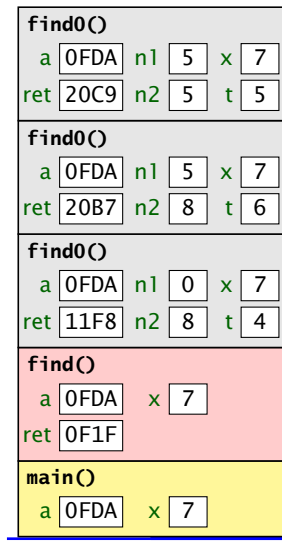 find0()
a 0FDA n1 5 x 7
ret 20C9 n2 5 t 5
find0()
a 0FDA n1 5 x 7
ret 20B7 n2 8 t 6
find0()
a 0FDA n1 0 x 7
ret 11F8 n2 8 t 4
find()
a 0FDA x 7
ret 0F1F
main()
a 0FDA x 7